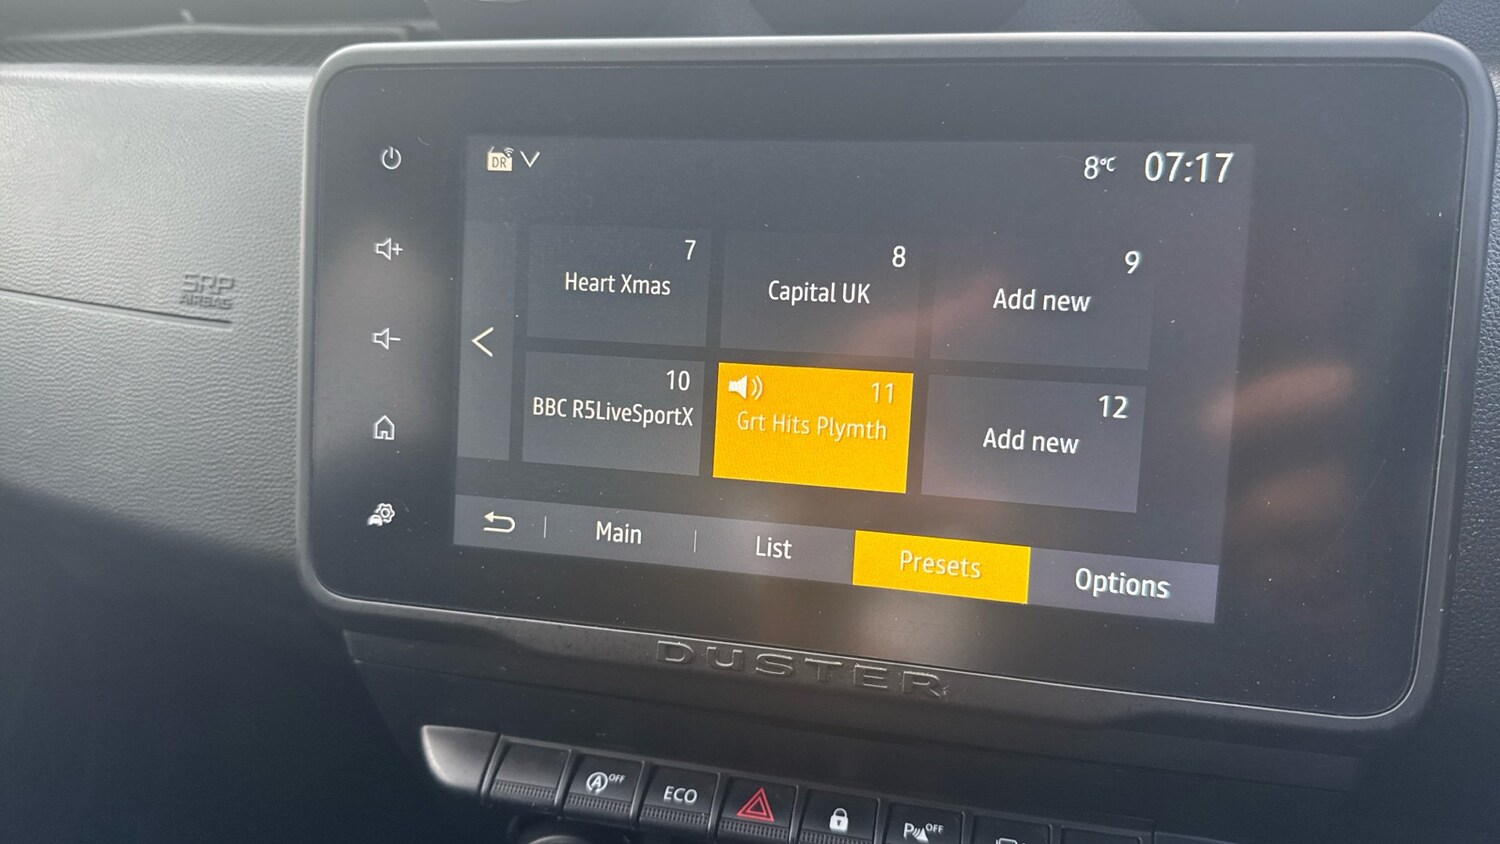 DR
8°C 07:17
7
Heart Xmas
8
Capital UK
9
Add new
10
BBC R5LiveSportX
11
Grt Hits Plymth
12
Add new
Main
List
Presets
Options
SRP
AIRBAG
DUSTER
A OFF
ECO
P OFF